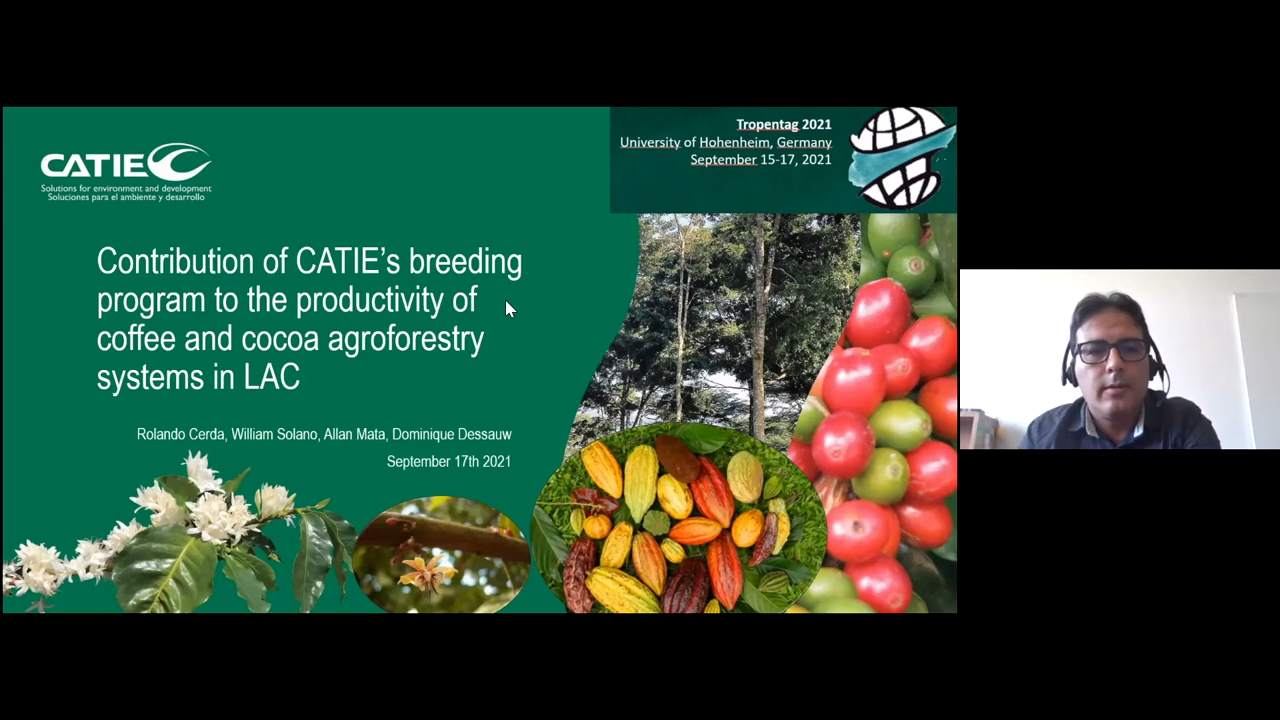 CATIE
Solutions for environment and development
Soluciones para el ambiente y desarrollo
Tropentag 2021
University of Hohenheim, Germany
September 15-17, 2021
Contribution of CATIE's breeding
program to the productivity of
coffee and cocoa agroforestry
systems in LAC
Rolando Cerda, William Solano, Allan Mata, Dominique Dessauw
September 17th 2021